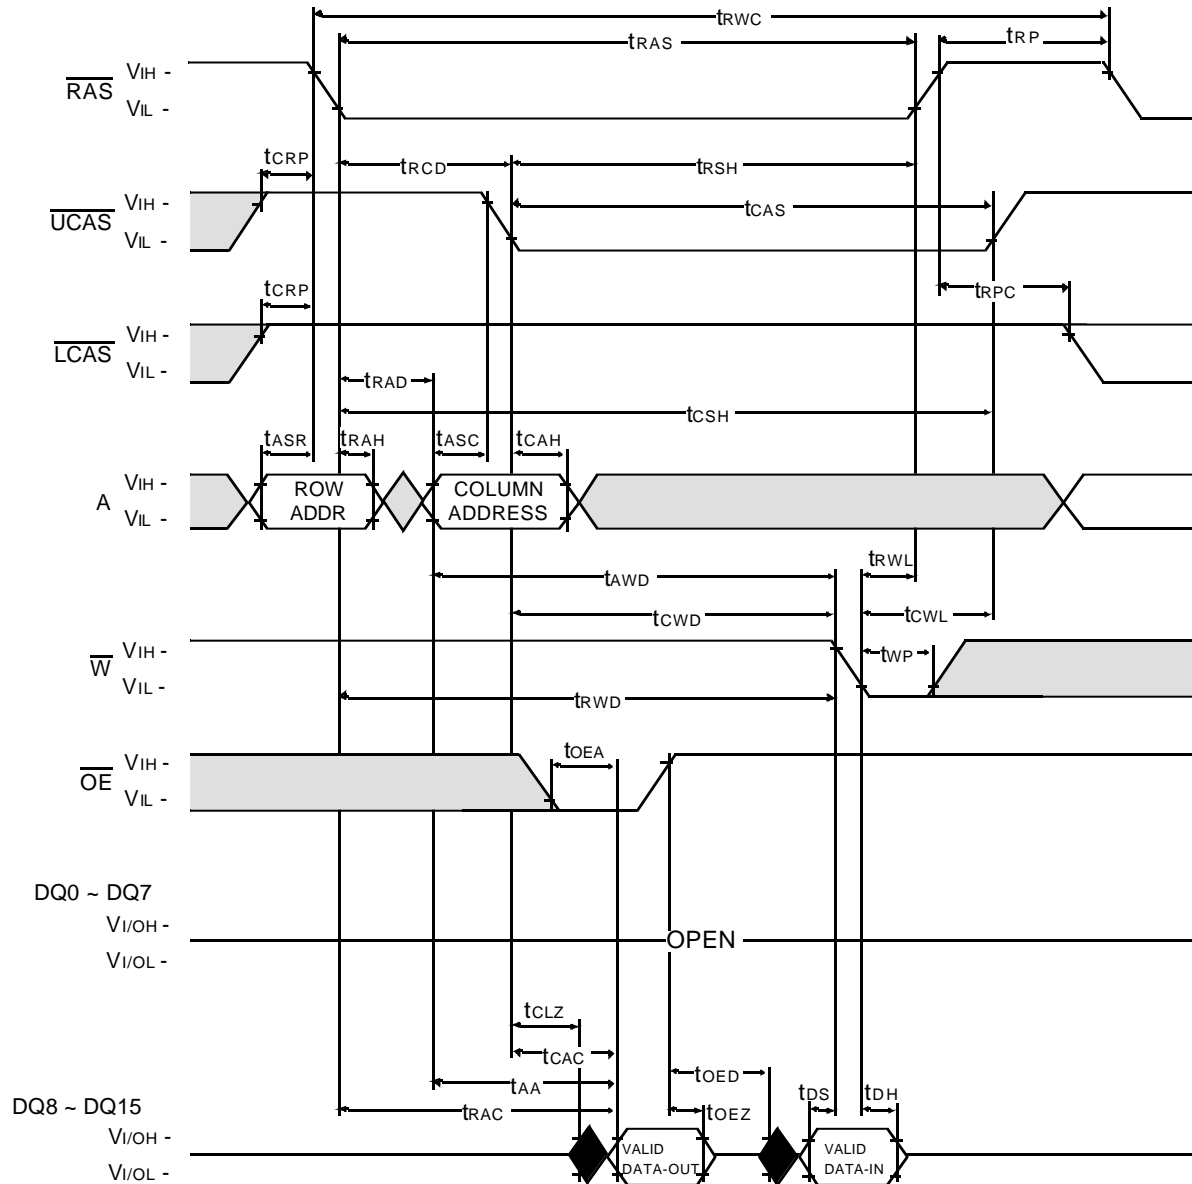 tRWC
tRAS
tRP
RAS
VIH -
VIL -
tCRP
tRCD
tRSH
UCAS
VIH -
VIL -
tCAS
tCRP
tRPC
LCAS
VIH -
VIL -
tRAD
tCSH
tASR
tRAH
tASC
tCAH
A
VIH -
VIL -
ROW
ADDR
COLUMN
ADDRESS
tAWD
tRWL
tCWD
tCWL
W
VIH -
VIL -
tWP
tRWD
OE
VIH -
VIL -
tOEA
DQ0 ~ DQ7
VI/OH -
VI/OL -
OPEN
tCLZ
tCAC
tAA
tOED
tRAC
tOEZ
tDS
tDH
DQ8 ~ DQ15
VI/OH -
VI/OL -
VALID
DATA-OUT
VALID
DATA-IN